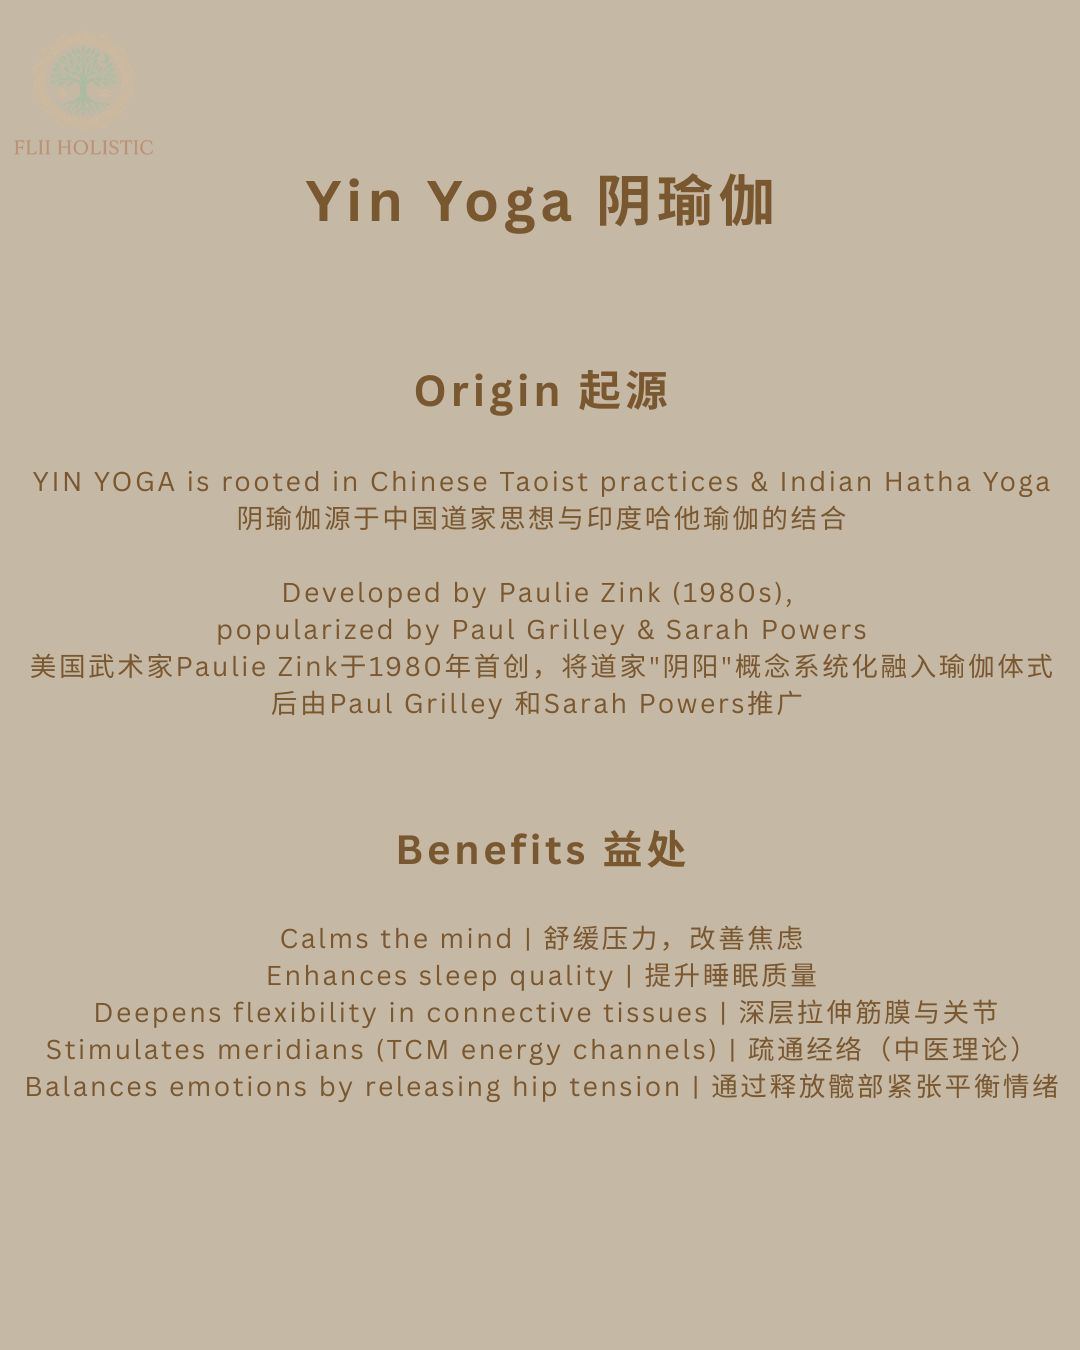 FLII HOLISTIC
Yin Yoga 阴瑜伽
Origin 起源
YIN YOGA is rooted in Chinese Taoist practices & Indian Hatha Yoga
阴瑜伽源于中国道家思想与印度哈他瑜伽的结合
Developed by Paulie Zink (1980s),
popularized by Paul Grilley & Sarah Powers
美国武术家Paulie Zink于1980年首创，将道家"阴阳"概念系统化融入瑜伽体式
后由Paul Grilley 和Sarah Powers推广
Benefits 益处
Calms the mind | 舒缓压力，改善焦虑
Enhances sleep quality | 提升睡眠质量
Deepens flexibility in connective tissues | 深层拉伸筋膜与关节
Stimulates meridians (TCM energy channels) | 疏通经络（中医理论）
Balances emotions by releasing hip tension | 通过释放髋部紧张平衡情绪